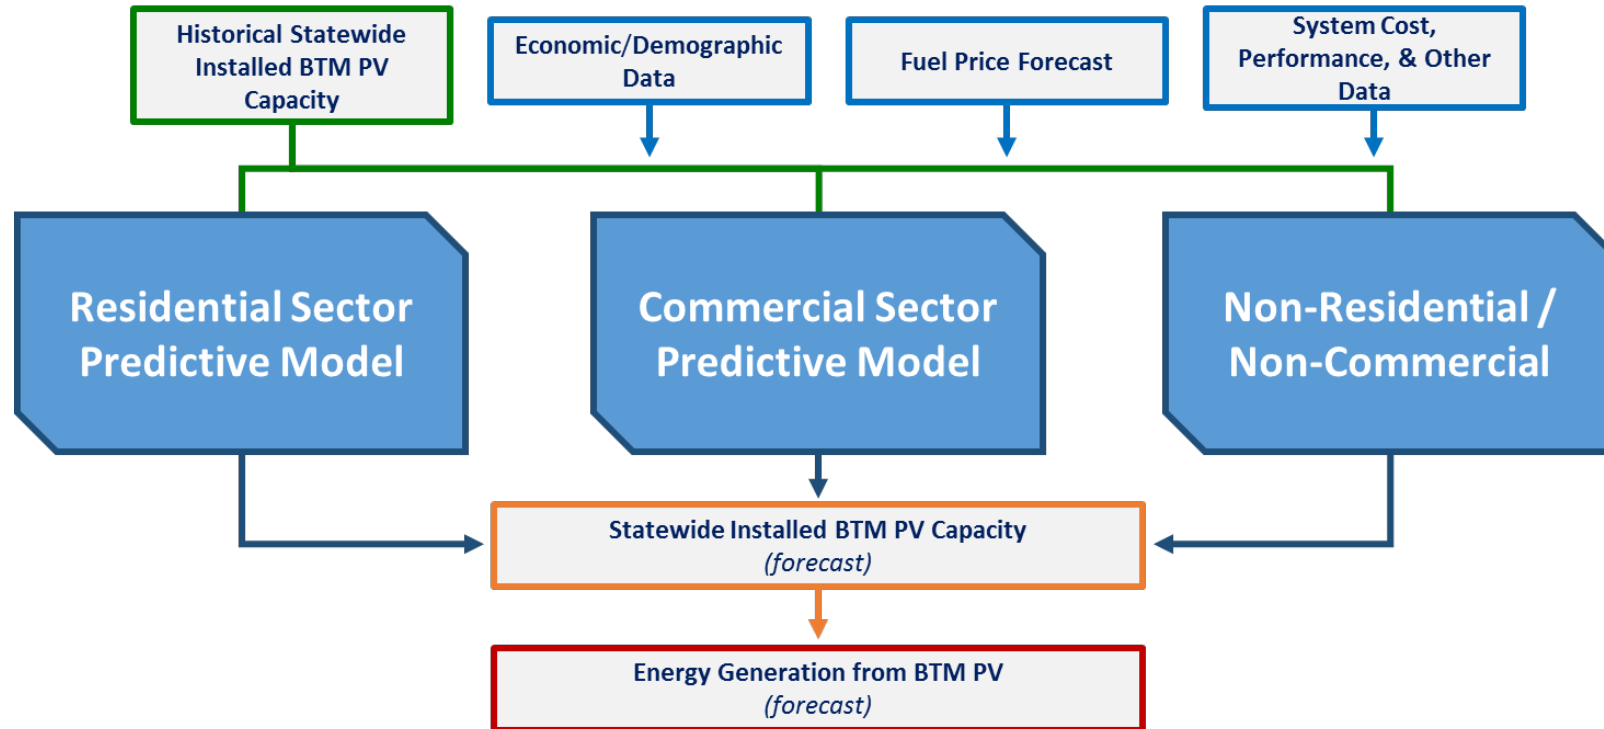 Historical Statewide
Installed BTM PV
Capacity
Economic/Demographic
Data
Fuel Price Forecast
System Cost,
Performance, & Other
Data
Residential Sector
Predictive Model
Commercial Sector
Predictive Model
Non-Residential /
Non-Commercial
Statewide Installed BTM PV Capacity
(forecast)
Energy Generation from BTM PV
(forecast)